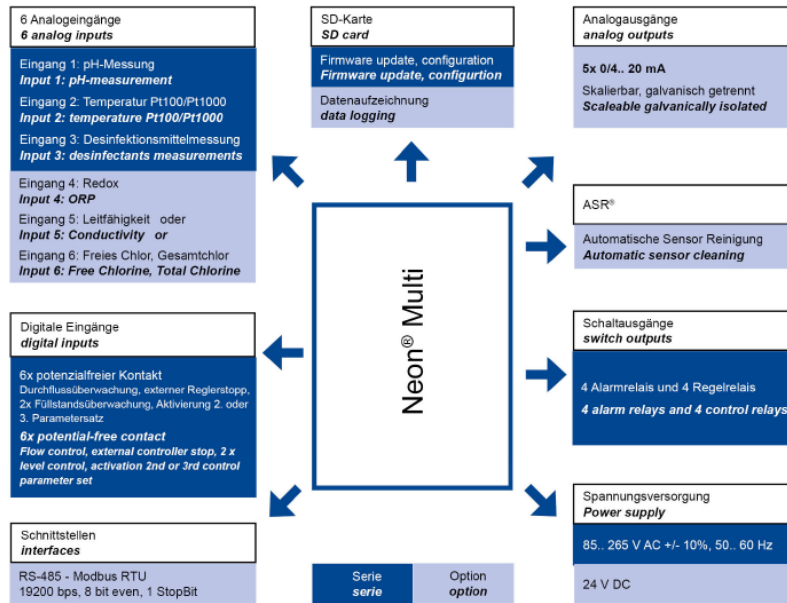 6 Analogeingänge
6 analog inputs
Eingang 1: pH-Messung
Input 1: pH-measurement
Eingang 2: Temperatur Pt100/Pt1000
Input 2: temperature Pt100/Pt1000
Eingang 3: Desinfektionsmittelmessung
Input 3: desinfectants measurements
Eingang 4: Redox
Input 4: ORP
Eingang 5: Leitfähigkeit oder
Input 5: Conductivity or
Eingang 6: Freies Chlor, Gesamtchlor
Input 6: Free Chlorine, Total Chlorine
SD-Karte
SD card
Firmware update, configuration
Firmware update, configurtion
Datenaufzeichnung
data logging
Analogausgänge
analog outputs
5x 0/4.. 20 mA
Skalierbar, galvanisch getrennt
Scaleable galvanically isolated
ASR®
Automatische Sensor Reinigung
Automatic sensor cleaning
Neon® Multi
Digitale Eingänge
digital inputs
6x potenzialfreier Kontakt
Durchflussüberwachung, externer Reglerstopp,
2x Füllstandsüberwachung, Aktivierung 2. oder
3. Parametersatz
6x potential-free contact
Flow control, external controller stop, 2 x
level control, activation 2nd or 3rd control
parameter set
Schaltausgänge
switch outputs
4 Alarmrelais und 4 Regelrelais
4 alarm relays and 4 control relays
Schnittstellen
interfaces
RS-485 - Modbus RTU
19200 bps, 8 bit even, 1 StopBit
Serie
serie
Option
option
Spannungsversorgung
Power supply
85.. 265 V AC +/- 10%, 50.. 60 Hz
24 V DC